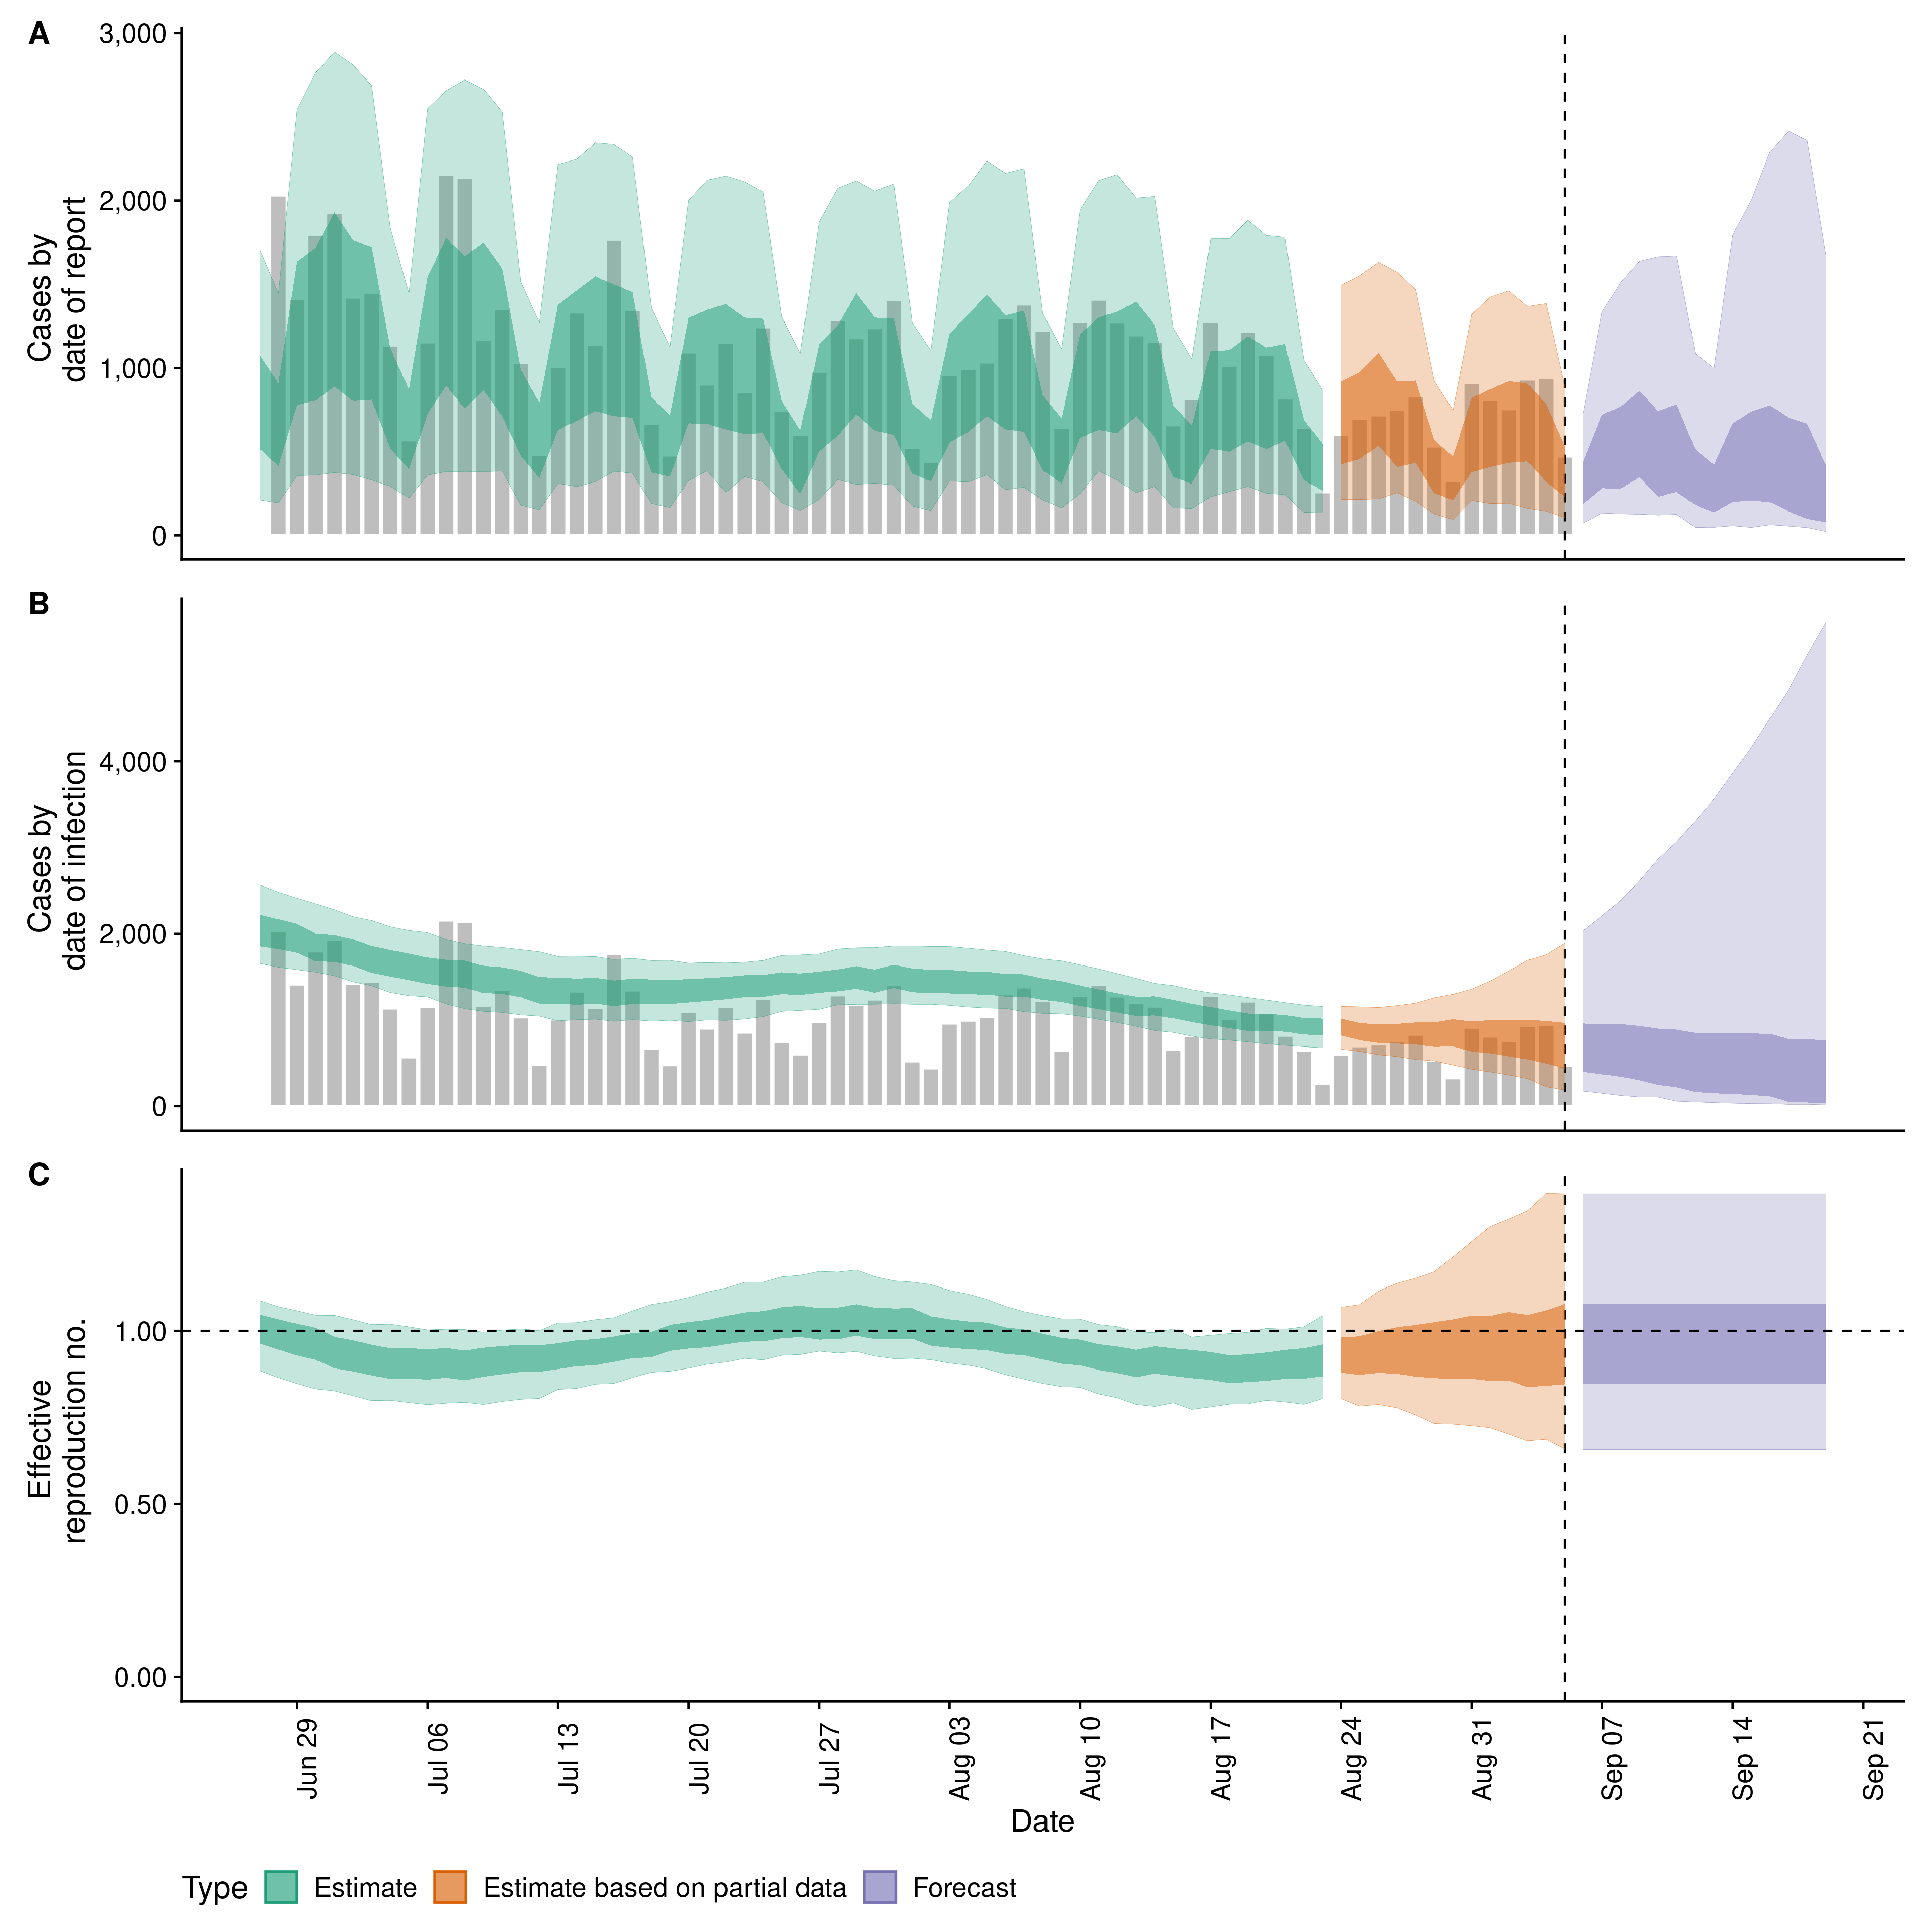 A
Cases by
date of report
3,000
2,000
1,000
0
B
Cases by
date of infection
4,000
2,000
0
C
Effective
reproduction no.
1.00
0.50
0.00
Jun 29
Jul 06
Jul 13
Jul 20
Jul 27
Aug 03
Aug 10
Aug 17
Aug 24
Aug 31
Sep 07
Sep 14
Sep 21
Date
Type Estimate Estimate based on partial data Forecast